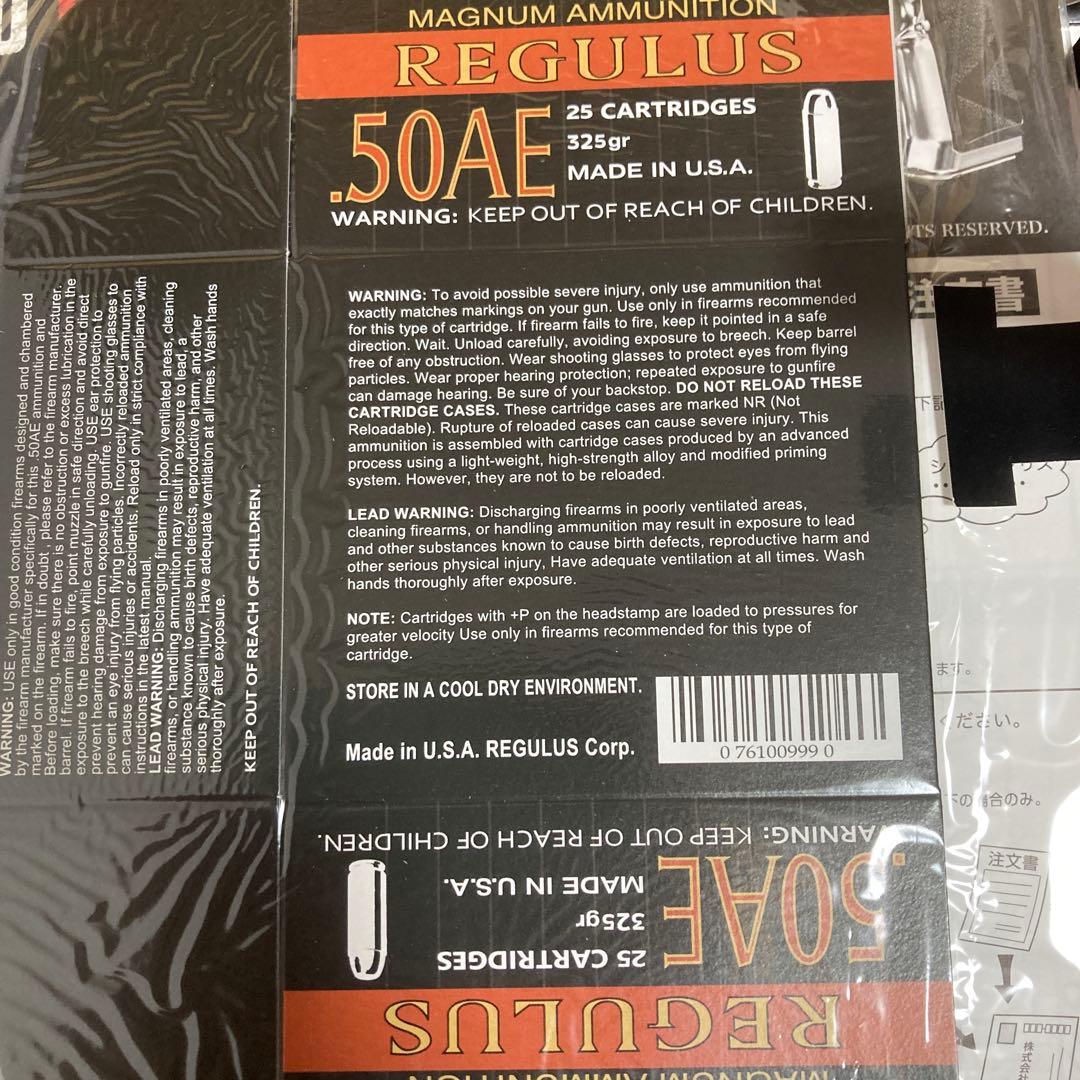 MAGNUM AMMUNITION
REGULUS
.50AE
25 CARTRIDGES
325gr
MADE IN U.S.A.
WARNING: KEEP OUT OF REACH OF CHILDREN.
TS RESERVED.
WARNING: USE only in good condition firearms designed and chambered
by the firearm manufacturer specifically for this .50AE ammunition and
marked on the firearm. If in doubt, please refer to the firearm manufacturer.
Before loading, make sure there is no obstruction or excess lubrication in the
barrel. If firearm fails to fire, point muzzle in safe direction and avoid direct
exposure to the breech while carefully unloading. USE ear protection to
prevent hearing damage from exposure to gunfire. USE shooting glasses to
prevent an eye injury from flying particles. Incorrectly reloaded ammunition
can cause serious injuries or accidents. Reload only in strict compliance with
instructions in the latest manual.
LEAD WARNING: Discharging firearms in poorly ventilated areas, cleaning
firearms, or handling ammunition may result in exposure to lead, a
substance known to cause birth defects, reproductive harm, and other
serious physical injury. Have adequate ventilation at all times. Wash hands
thoroughly after exposure.
KEEP OUT OF REACH OF CHILDREN.
WARNING: To avoid possible severe injury, only use ammunition that
exactly matches markings on your gun. Use only in firearms recommended
for this type of cartridge. If firearm fails to fire, keep it pointed in a safe
direction. Wait. Unload carefully, avoiding exposure to breech. Keep barrel
free of any obstruction. Wear shooting glasses to protect eyes from flying
particles. Wear proper hearing protection; repeated exposure to gunfire
can damage hearing. Be sure of your backstop. DO NOT RELOAD THESE
CARTRIDGE CASES. These cartridge cases are marked NR (Not
Reloadable). Rupture of reloaded cases can cause severe injury. This
ammunition is assembled with cartridge cases produced by an advanced
process using a light-weight, high-strength alloy and modified priming
system. However, they are not to be reloaded.
LEAD WARNING: Discharging firearms in poorly ventilated areas,
cleaning firearms, or handling ammunition may result in exposure to lead
and other substances known to cause birth defects, reproductive harm and
other serious physical injury, Have adequate ventilation at all times. Wash
hands thoroughly after exposure.
NOTE: Cartridges with +P on the headstamp are loaded to pressures for
greater velocity Use only in firearms recommended for this type of
cartridge.
STORE IN A COOL DRY ENVIRONMENT.
Made in U.S.A. REGULUS Corp.
0 76100999 0
WARNING: KEEP OUT OF REACH OF CHILDREN.
.50AE
MADE IN U.S.A.
325gr
25 CARTRIDGES
REGULUS
MAGNUM AMMUNITION
ます。
ください。
場合のみ。
注文書
株式会